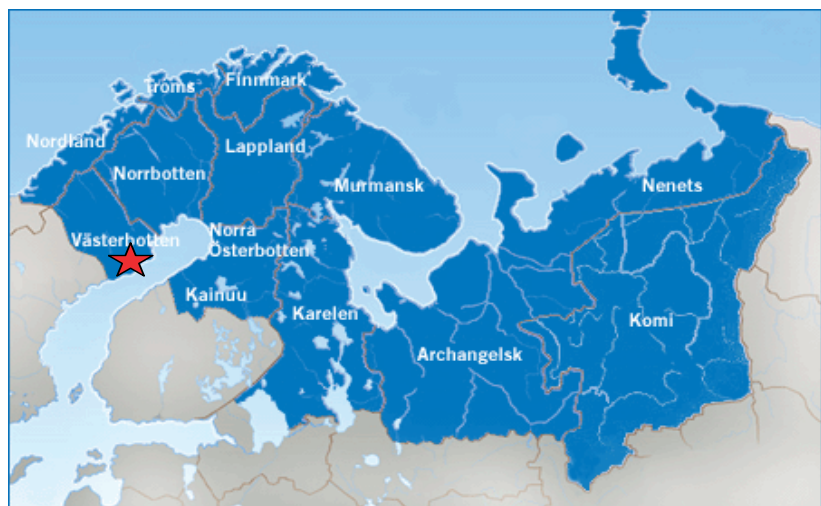 Finnmark
Troms
Nordland
Lappland
Norrbotten
Murmansk
Nenets
Västerbotten
Norra
Österbotten
Kainuu
Karelen
Komi
Archangelsk